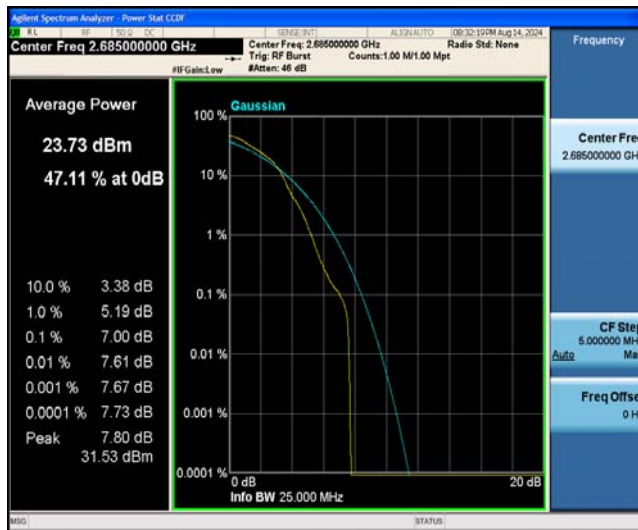 Agilent Spectrum Analyzer - Power Stat CCDF
RL RF 50 Ω DC SENSE:INT ALIGN AUTO 08:32:19 PM Aug 14, 2024
Center Freq 2.685000000 GHz
Center Freq: 2.685000000 GHz Radio Std: None
Trig: RF Burst Counts:1.00 M/1.00 Mpt
#IFGain:Low #Atten: 46 dB
Frequency
Average Power
23.73 dBm
47.11 % at 0dB
10.0 % 3.38 dB
1.0 % 5.19 dB
0.1 % 7.00 dB
0.01 % 7.61 dB
0.001 % 7.67 dB
0.0001 % 7.73 dB
Peak 7.80 dB
31.53 dBm
Gaussian
100 %
10 %
1 %
0.1 %
0.01 %
0.001 %
0.0001 %
0 dB 20 dB
Info BW 25.000 MHz
Center Fre
2.685000000 GH
CF Step
5.000000 MH
Auto Ma
Freq Offse
0 H
MSG STATUS